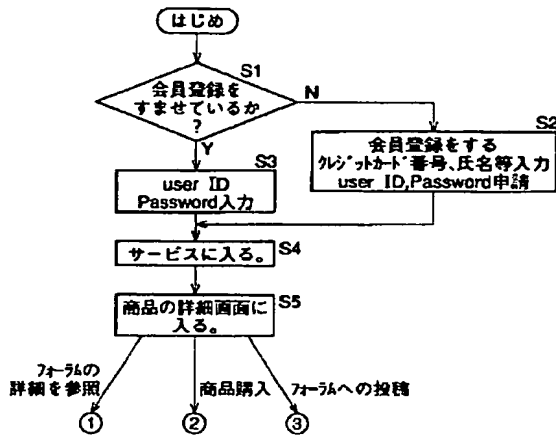 はじめ
S1
会員登録を
すませているか
?
N
Y
S2
会員登録をする
クレジットカード番号、氏名等入力
user ID,Password申請
S3
user ID
Password入力
S4
サービスに入る。
S5
商品の詳細画面に
入る。
フォーラムの
詳細を参照
商品購入
フォーラムへの投稿
①
②
③